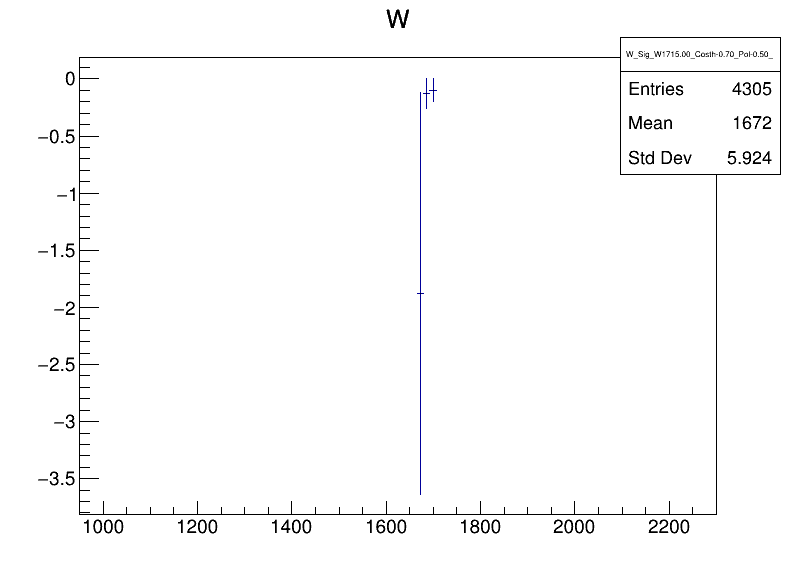 W
W_Sig_W1715.00_Costh-0.70_Pol-0.50_
Entries 4305
Mean 1672
Std Dev 5.924
0
−0.5
−1
−1.5
−2
−2.5
−3
−3.5
1000 1200 1400 1600 1800 2000 2200